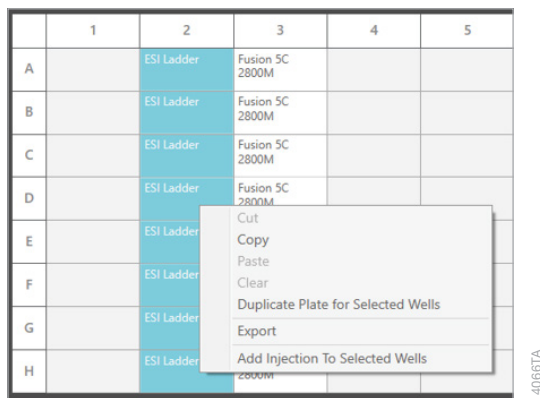 1 2 3 4 5
A ESI Ladder Fusion 5C
2800M
B ESI Ladder Fusion 5C
2800M
C ESI Ladder Fusion 5C
2800M
D ESI Ladder Fusion 5C
2800M
Cut
E ESI Ladder Copy
Paste
F ESI Ladder Clear
Duplicate Plate for Selected Wells
G ESI Ladder Export
H ESI Ladder Add Injection To Selected Wells
2800M
4066TA